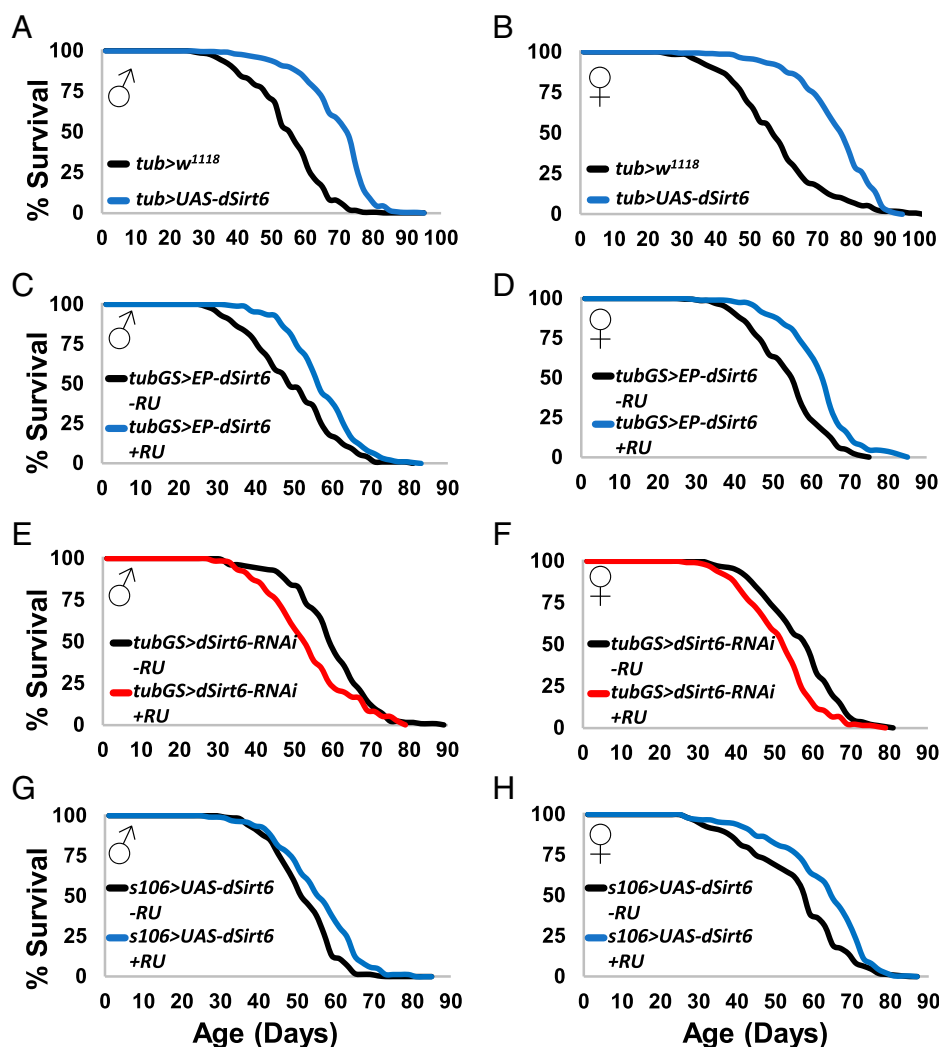 A
100
75
50
25
0
% Survival
♂
tub>w1118
tub>UAS-dSirt6
0 10 20 30 40 50 60 70 80 90 100
B
100
75
50
25
0
♀
tub>w1118
tub>UAS-dSirt6
0 10 20 30 40 50 60 70 80 90 100
C
100
75
50
25
0
% Survival
♂
tubGS>EP-dSirt6
-RU
tubGS>EP-dSirt6
+RU
0 10 20 30 40 50 60 70 80 90
D
100
75
50
25
0
♀
tubGS>EP-dSirt6
-RU
tubGS>EP-dSirt6
+RU
0 10 20 30 40 50 60 70 80 90
E
100
75
50
25
0
% Survival
♂
tubGS>dSirt6-RNAi
-RU
tubGS>dSirt6-RNAi
+RU
0 10 20 30 40 50 60 70 80 90
F
100
75
50
25
0
♀
tubGS>dSirt6-RNAi
-RU
tubGS>dSirt6-RNAi
+RU
0 10 20 30 40 50 60 70 80 90
G
100
75
50
25
0
% Survival
♂
s106>UAS-dSirt6
-RU
s106>UAS-dSirt6
+RU
0 10 20 30 40 50 60 70 80 90
Age (Days)
H
100
75
50
25
0
♀
s106>UAS-dSirt6
-RU
s106>UAS-dSirt6
+RU
0 10 20 30 40 50 60 70 80 90
Age (Days)